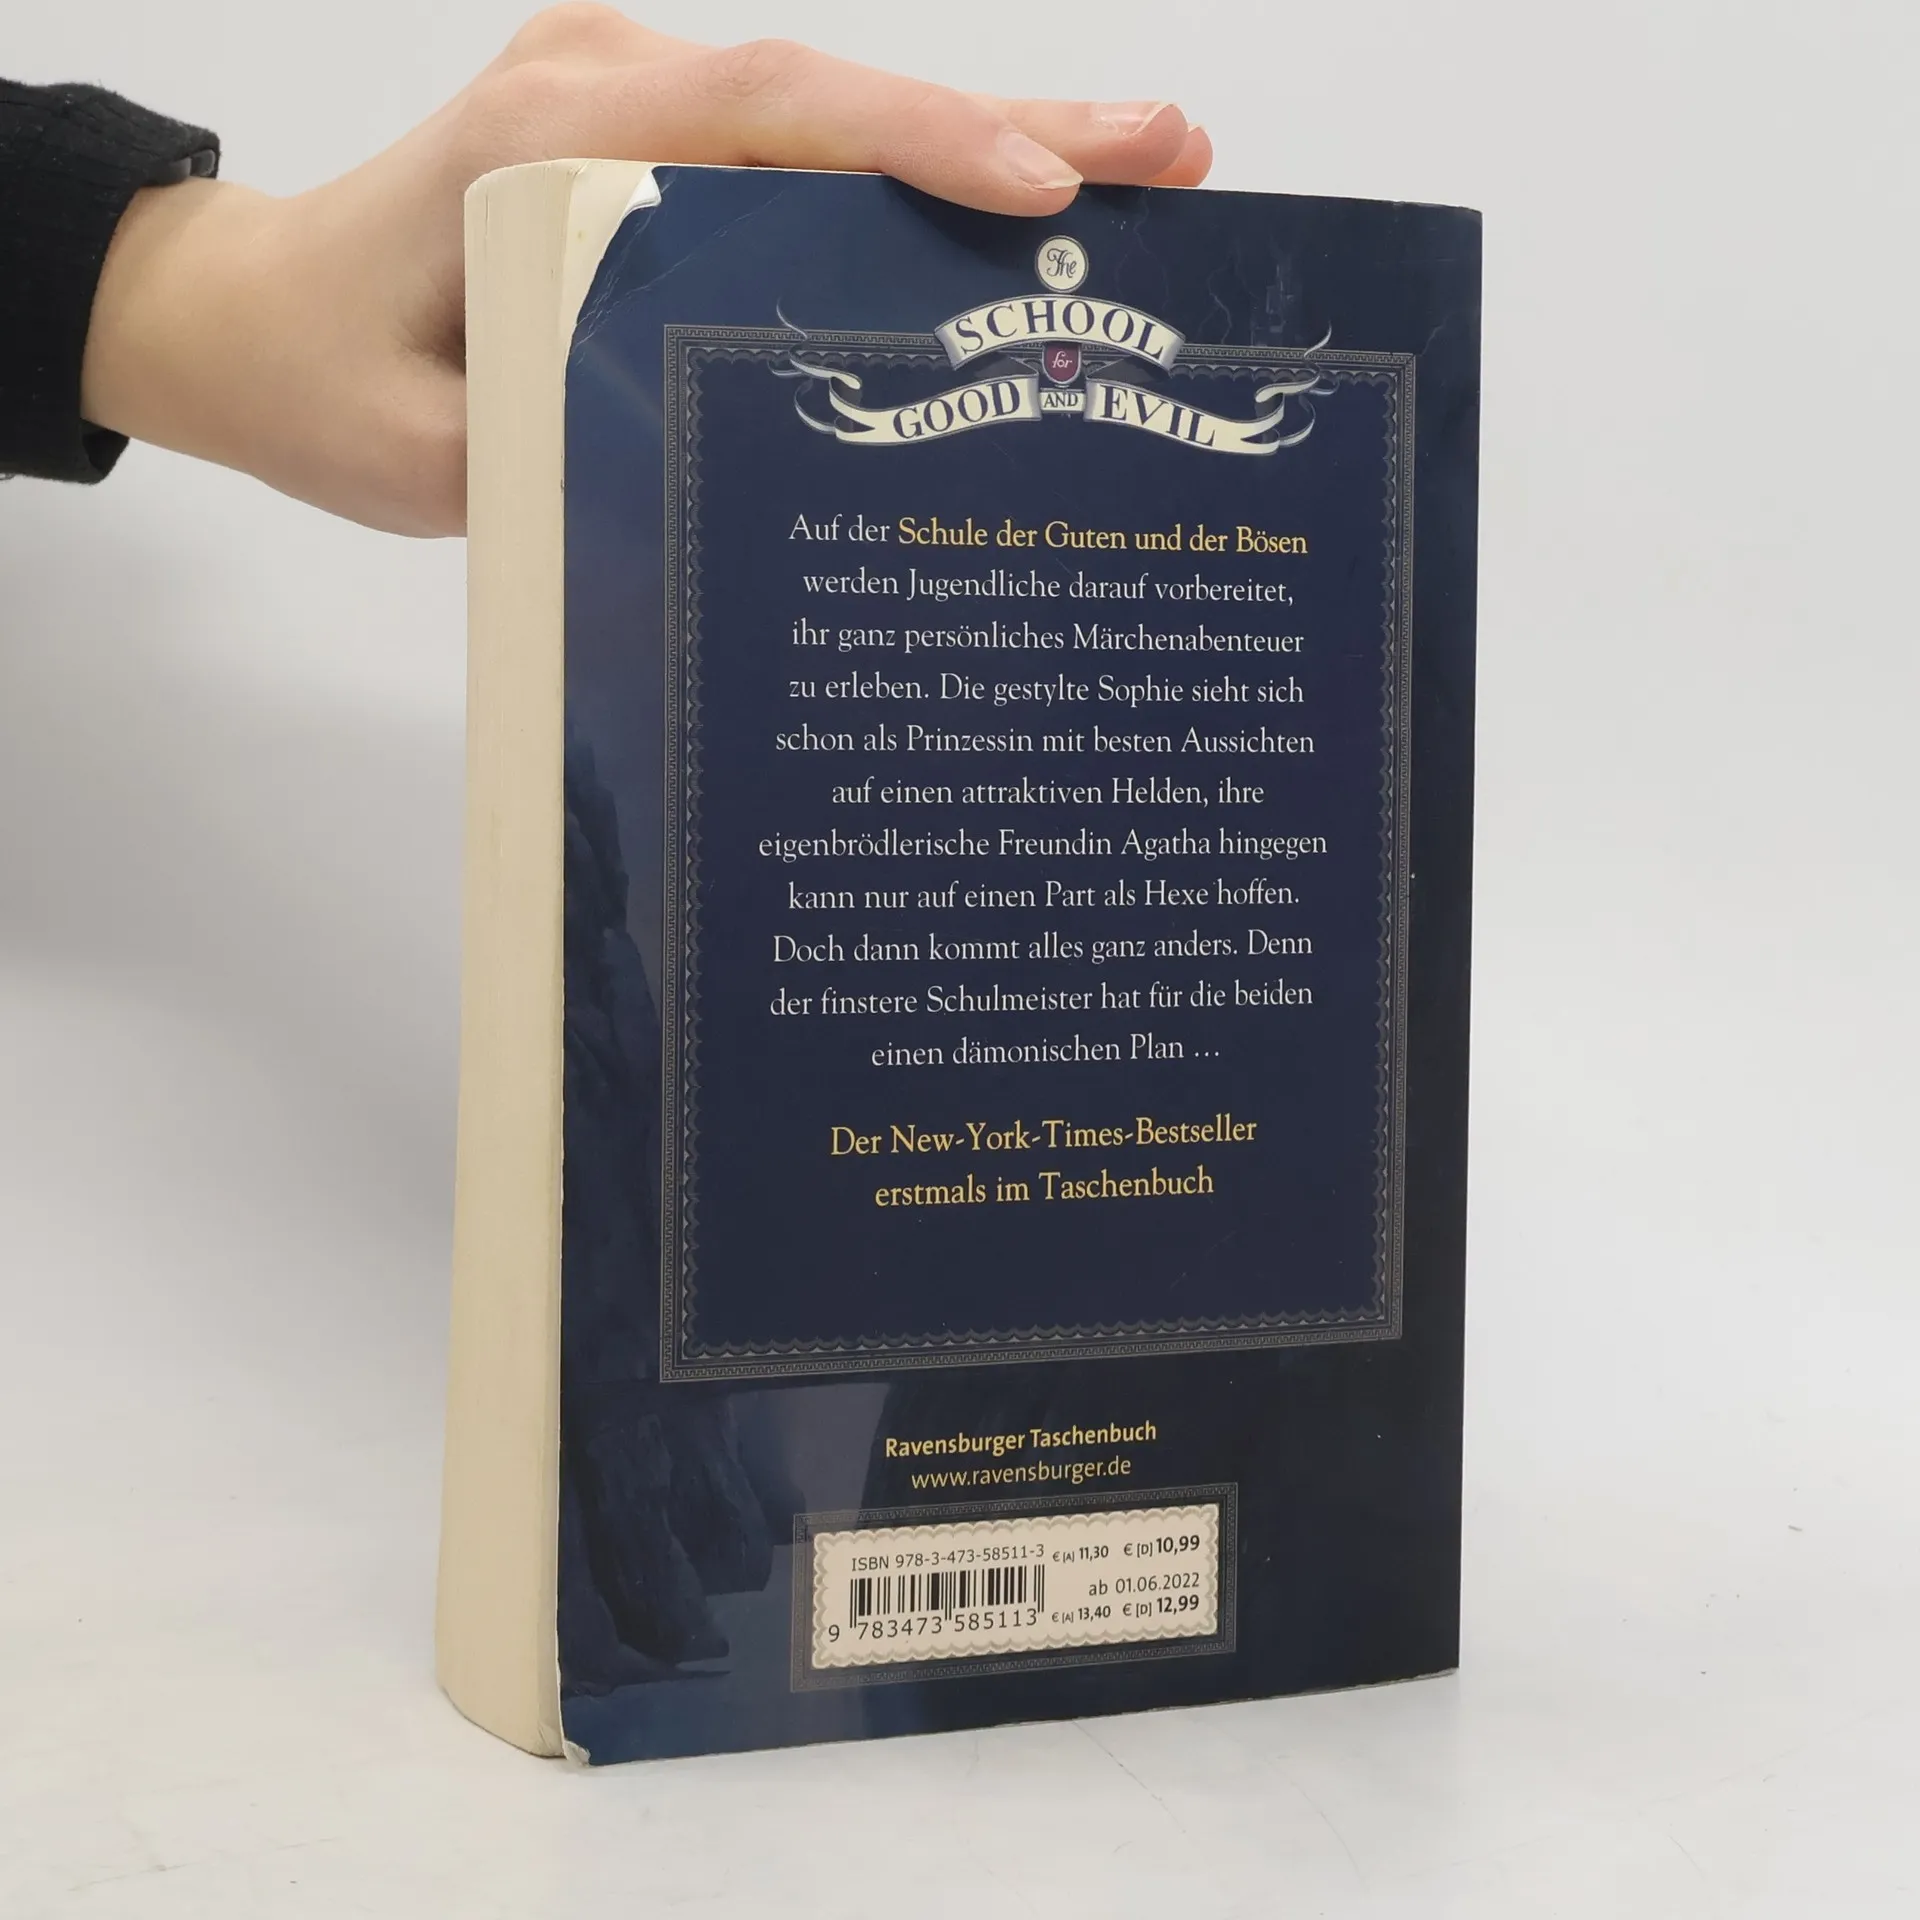 The
SCHOOL
for
GOOD AND EVIL
Auf der Schule der Guten und der Bösen
werden Jugendliche darauf vorbereitet,
ihr ganz persönliches Märchenabenteuer
zu erleben. Die gestylte Sophie sieht sich
schon als Prinzessin mit besten Aussichten
auf einen attraktiven Helden, ihre
eigenbrödlerische Freundin Agatha hingegen
kann nur auf einen Part als Hexe hoffen.
Doch dann kommt alles ganz anders. Denn
der finstere Schulmeister hat für die beiden
einen dämonischen Plan ...
Der New-York-Times-Bestseller
erstmals im Taschenbuch
Ravensburger Taschenbuch
www.ravensburger.de
ISBN 978-3-473-58511-3 € [A] 11,30 € [D] 10,99
ab 01.06.2022
€ [A] 13,40 € [D] 12,99
9 783473 585113